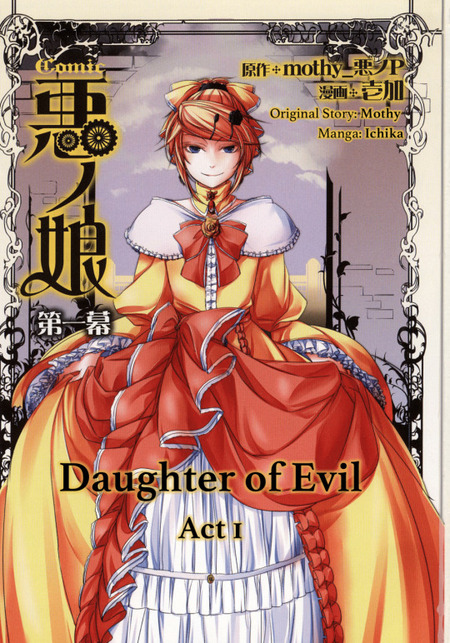 Comic
悪ノ娘
第一幕
原作✢mothy_悪ノP
漫画✢壱加
Original Story: Mothy
Manga: Ichika
Daughter of Evil
Act I